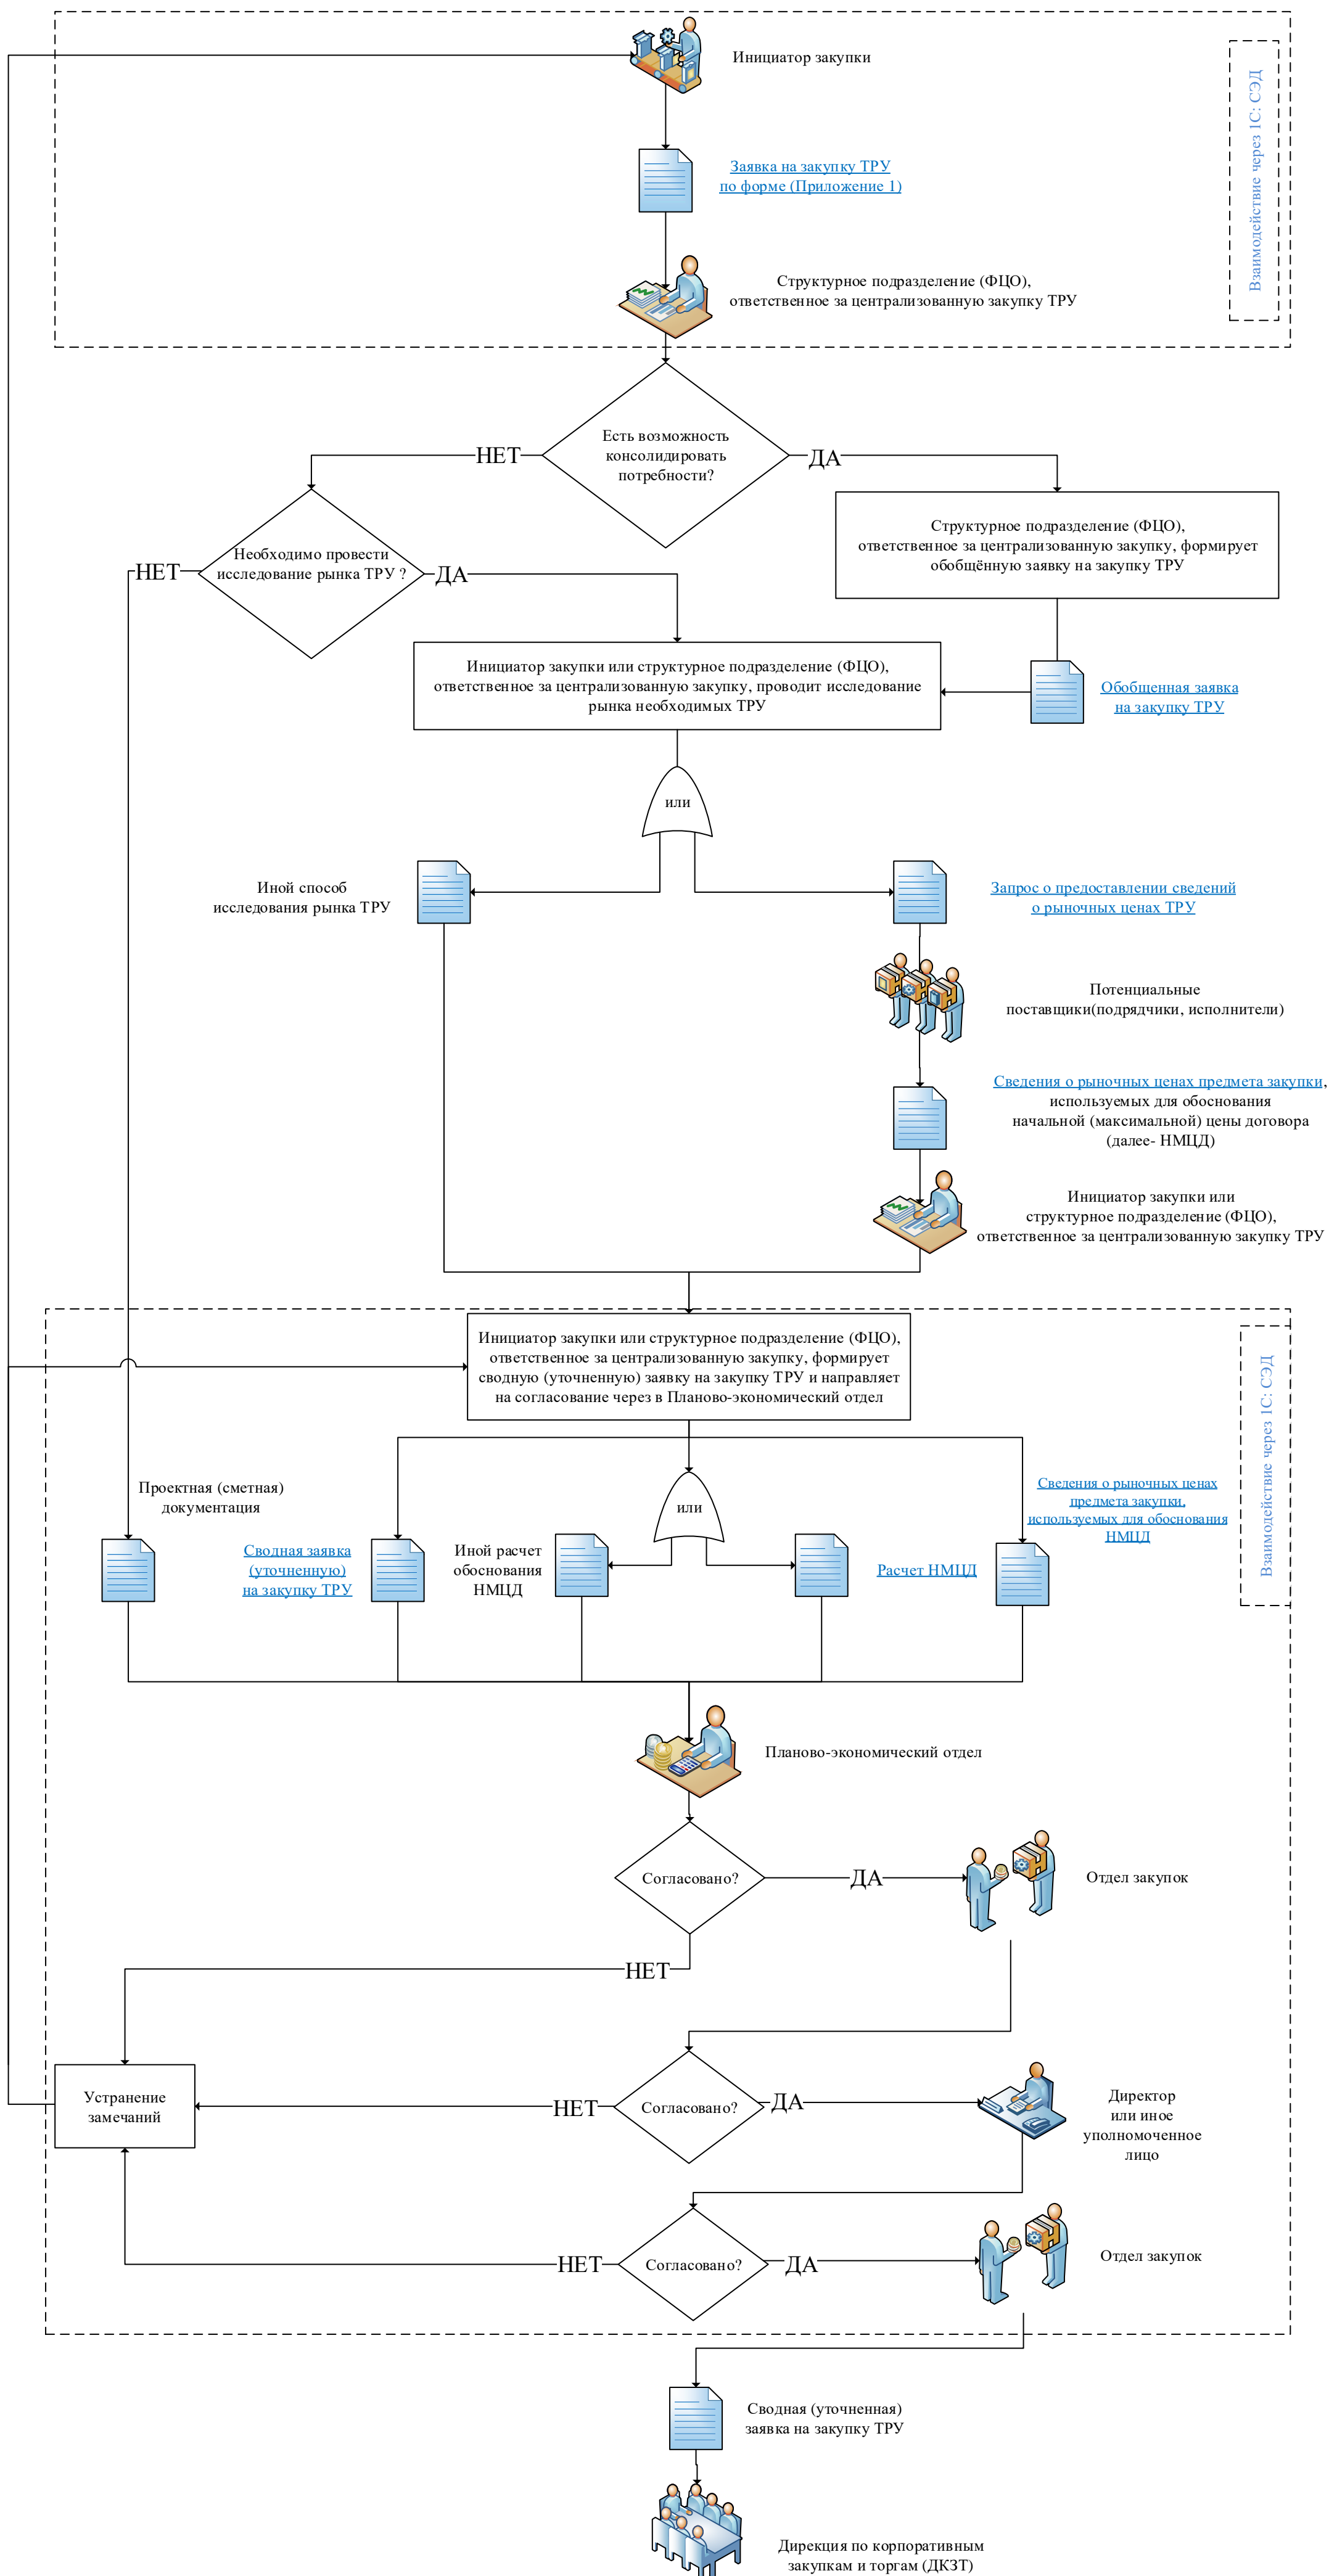 Инициатор закупки
Взаимодействие через 1С: СЭД
Заявка на закупку ТРУ
по форме (Приложение 1)
Структурное подразделение (ФЦО),
ответственное за централизованную закупку ТРУ
Есть возможность
консолидировать
потребности?
НЕТ
ДА
Структурное подразделение (ФЦО),
ответственное за централизованную закупку, формирует
обощённую заявку на закупку ТРУ
Необходимо провести
исследование рынка ТРУ ?
НЕТ
ДА
Инициатор закупки или структурное подразделение (ФЦО),
ответственное за централизованную закупку, проводит исследование
рынка необходимых ТРУ
Обобщенная заявка
на закупку ТРУ
или
Иной способ
исследования рынка ТРУ
Запрос о предоставлении сведений
о рыночных ценах ТРУ
Потенциальные
поставщики(подрядчики, исполнители)
Сведения о рыночных ценах предмета закупки,
используемых для обоснования
начальной (максимальной) цены договора
(далее- НМЦД)
Инициатор закупки или
структурное подразделение (ФЦО),
ответственное за централизованную закупку ТРУ
Инициатор закупки или структурное подразделение (ФЦО),
ответственное за централизованную закупку, формирует
сводную (уточненную) заявку на закупку ТРУ и направляет
на согласование через в Планово-экономический отдел
Взаимодействие через 1С: СЭД
Проектная (сметная)
документация
Сводная заявка
(уточненную)
на закупку ТРУ
или
Иной расчет
обоснования
НМЦД
Расчет НМЦД
Сведения о рыночных ценах
предмета закупки,
используемых для обоснования
НМЦД
Планово-экономический отдел
Согласовано?
ДА
Отдел закупок
НЕТ
Устранение
замечаний
НЕТ
Согласовано?
ДА
Директор
или иное
уполномоченное
лицо
НЕТ
Согласовано?
ДА
Отдел закупок
Сводная (уточненная)
заявка на закупку ТРУ
Дирекция по корпоративным
закупкам и торгам (ДКЗТ)